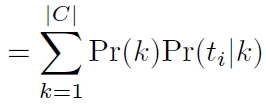 = \sum_{k=1}^{|C|} Pr(k)Pr(t_i|k)